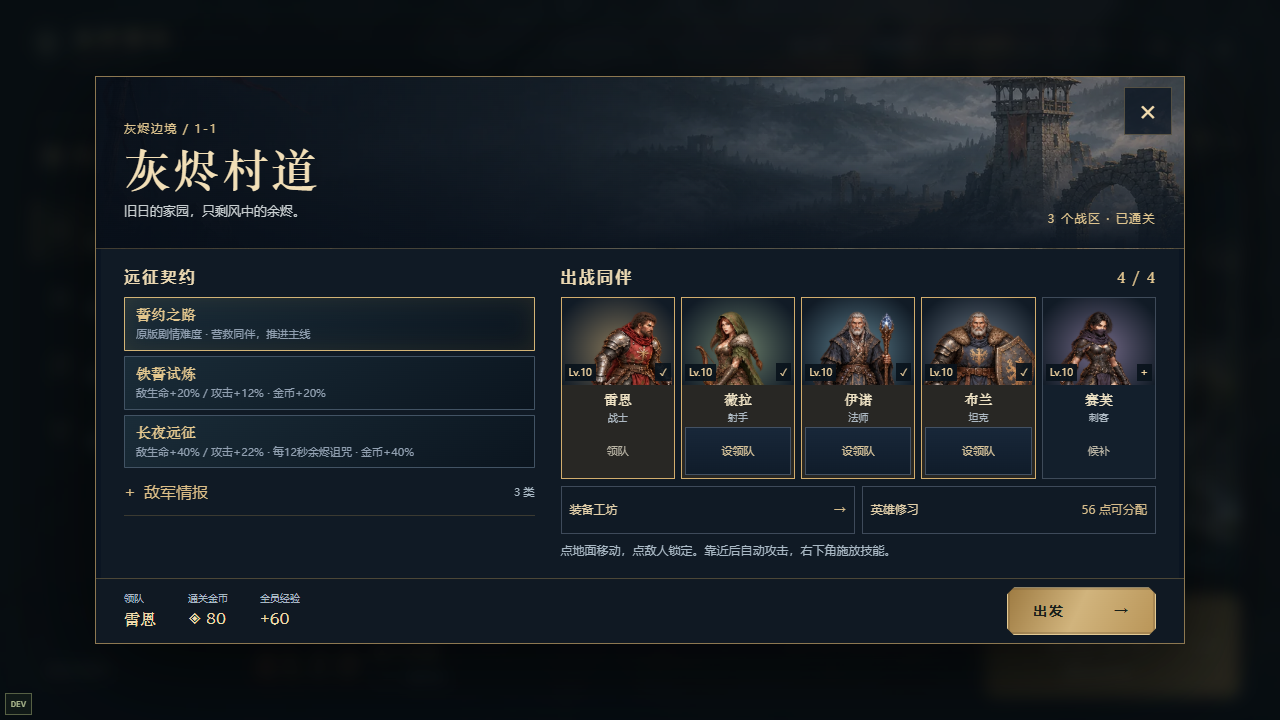 灰烬边境 / 1-1
灰烬村道
旧日的家园，只剩风中的余烬。
3 个战区 · 已通关
远征契约
誓约之路
原版剧情难度 · 营救同伴，推进主线
铁誓试炼
敌生命+20% / 攻击+12% · 金币+20%
长夜远征
敌生命+40% / 攻击+22% · 每12秒余烬诅咒 · 金币+40%
+ 敌军情报
3 类
出战同伴
4 / 4
Lv.10 ✓
雷恩
战士
领队
Lv.10 ✓
薇拉
射手
设领队
Lv.10 ✓
伊诺
法师
设领队
Lv.10 ✓
布兰
坦克
设领队
Lv.10 +
赛芙
刺客
候补
装备工坊 →
英雄修习 56 点可分配
点地面移动，点敌人锁定。靠近后自动攻击，右下角施放技能。
领队
雷恩
通关金币
◈ 80
全员经验
+60
出发 →
DEV